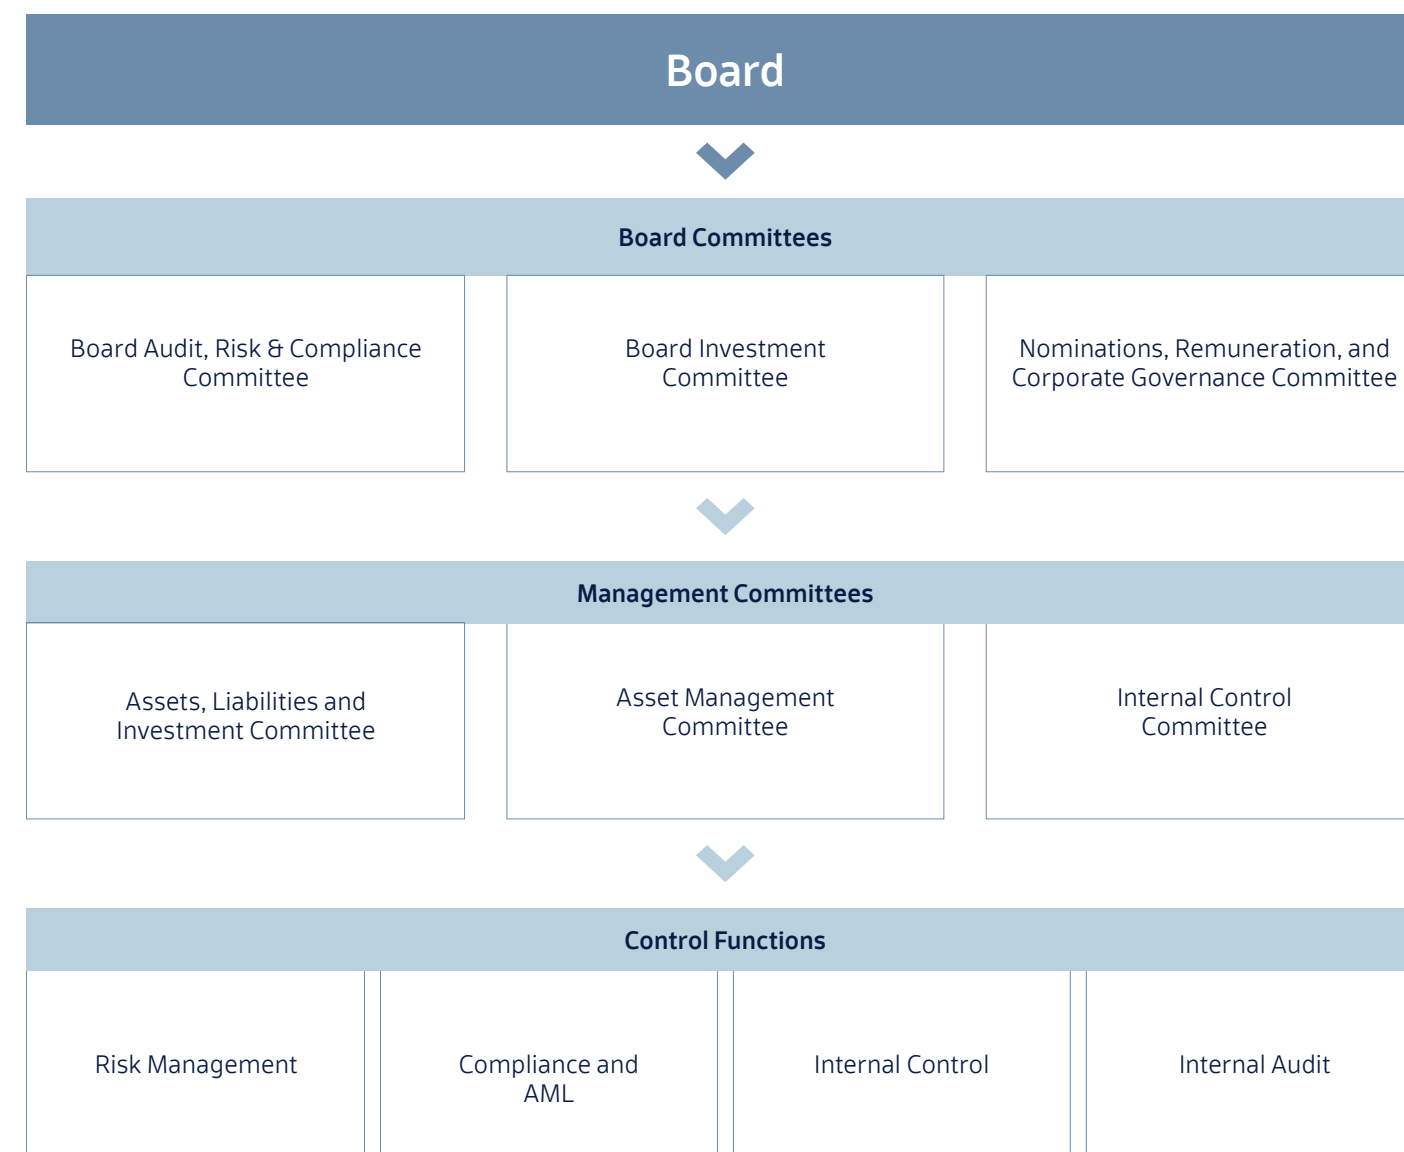 Board
Board Committees
Board Audit, Risk & Compliance
Committee
Board Investment
Committee
Nominations, Remuneration, and
Corporate Governance Committee
Management Committees
Assets, Liabilities and
Investment Committee
Asset Management
Committee
Internal Control
Committee
Control Functions
Risk Management
Compliance and
AML
Internal Control
Internal Audit